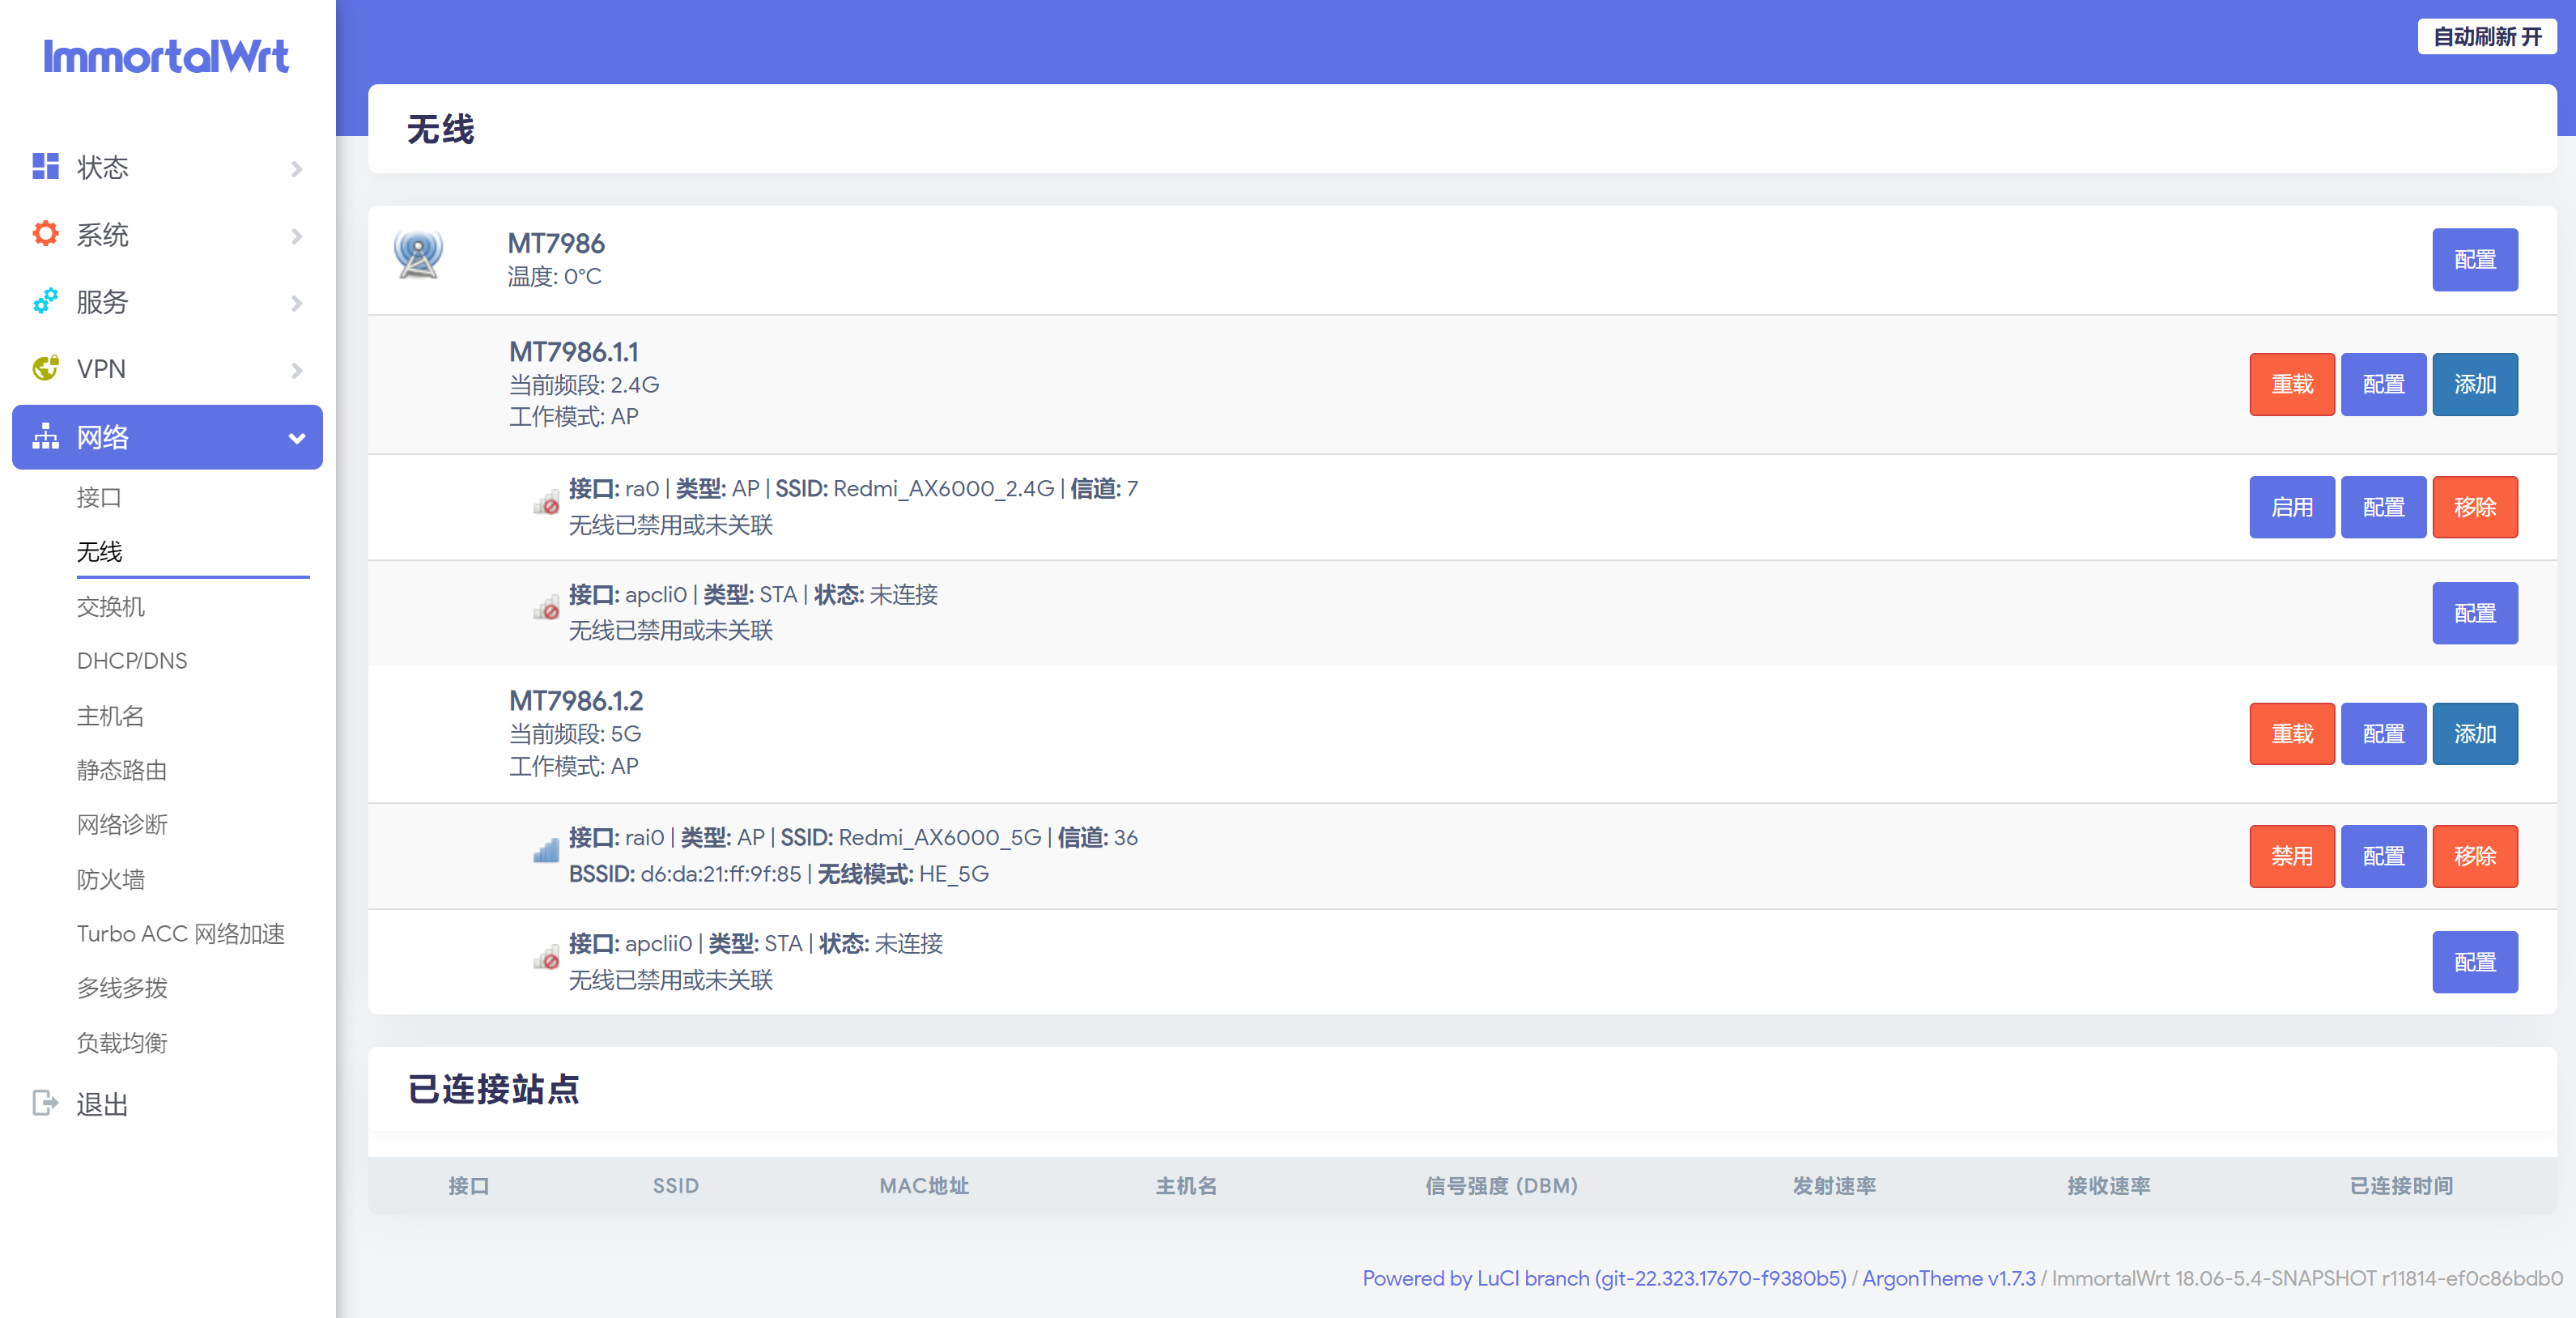 ImmortalWrt
状态
系统
服务
VPN
网络
接口
无线
交换机
DHCP/DNS
主机名
静态路由
网络诊断
防火墙
Turbo ACC 网络加速
多线多拨
负载均衡
退出
自动刷新 开
无线
MT7986
温度: 0°C
配置
MT7986.1.1
当前频段: 2.4G
工作模式: AP
重载 配置 添加
接口: ra0 | 类型: AP | SSID: Redmi_AX6000_2.4G | 信道: 7
无线已禁用或未关联
启用 配置 移除
接口: apcli0 | 类型: STA | 状态: 未连接
无线已禁用或未关联
配置
MT7986.1.2
当前频段: 5G
工作模式: AP
重载 配置 添加
接口: rai0 | 类型: AP | SSID: Redmi_AX6000_5G | 信道: 36
BSSID: d6:da:21:ff:9f:85 | 无线模式: HE_5G
禁用 配置 移除
接口: apclii0 | 类型: STA | 状态: 未连接
无线已禁用或未关联
配置
已连接站点
接口 SSID MAC地址 主机名 信号强度 (DBM) 发射速率 接收速率 已连接时间
Powered by LuCI branch (git-22.323.17670-f9380b5) / ArgonTheme v1.7.3 / ImmortalWrt 18.06-5.4-SNAPSHOT r11814-ef0c86bdb0